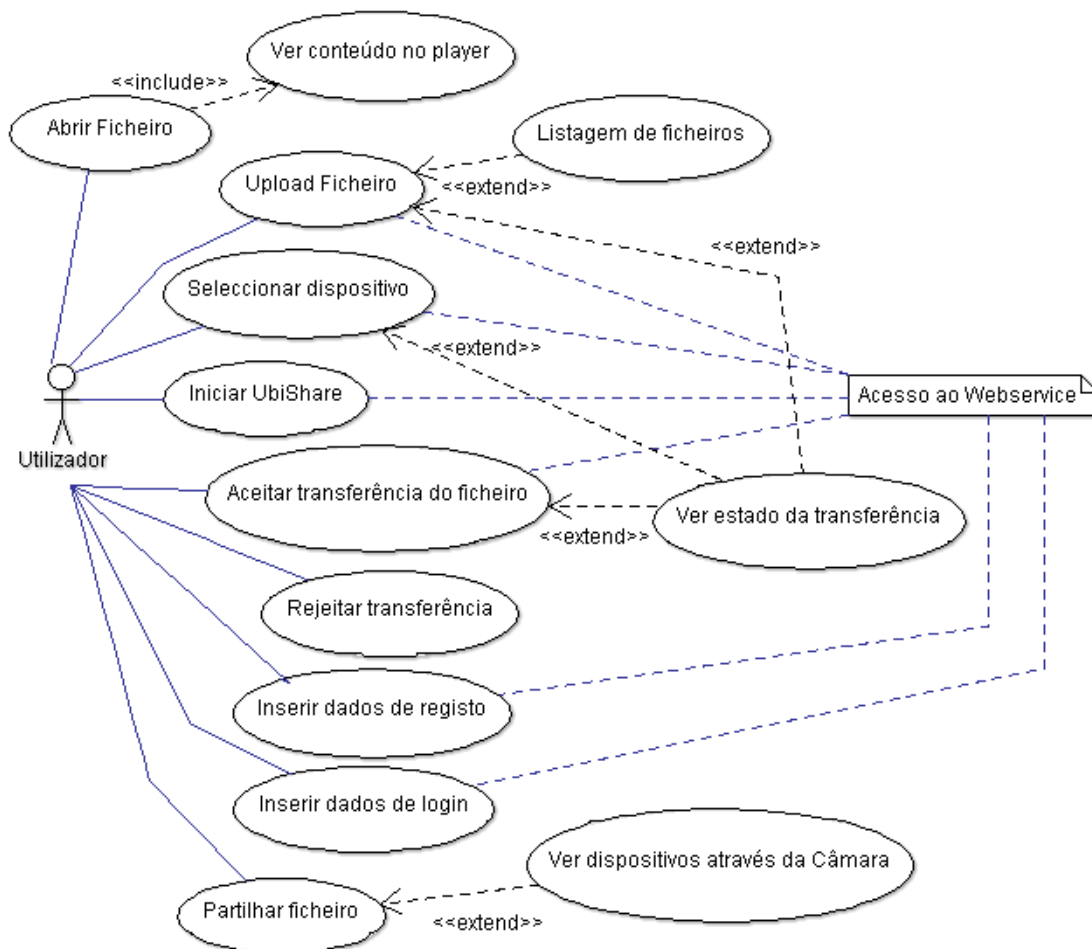 Ver conteúdo no player
<<include>>
Abrir Ficheiro
Listagem de ficheiros
Upload Ficheiro
<<extend>>
<<extend>>
Seleccionar dispositivo
<<extend>>
Iniciar UbiShare
Acesso ao Webservice
Utilizador
Aceitar transferência do ficheiro
Ver estado da transferência
<<extend>>
Rejeitar transferência
Inserir dados de registo
Inserir dados de login
Ver dispositivos através da Câmara
Partilhar ficheiro
<<extend>>